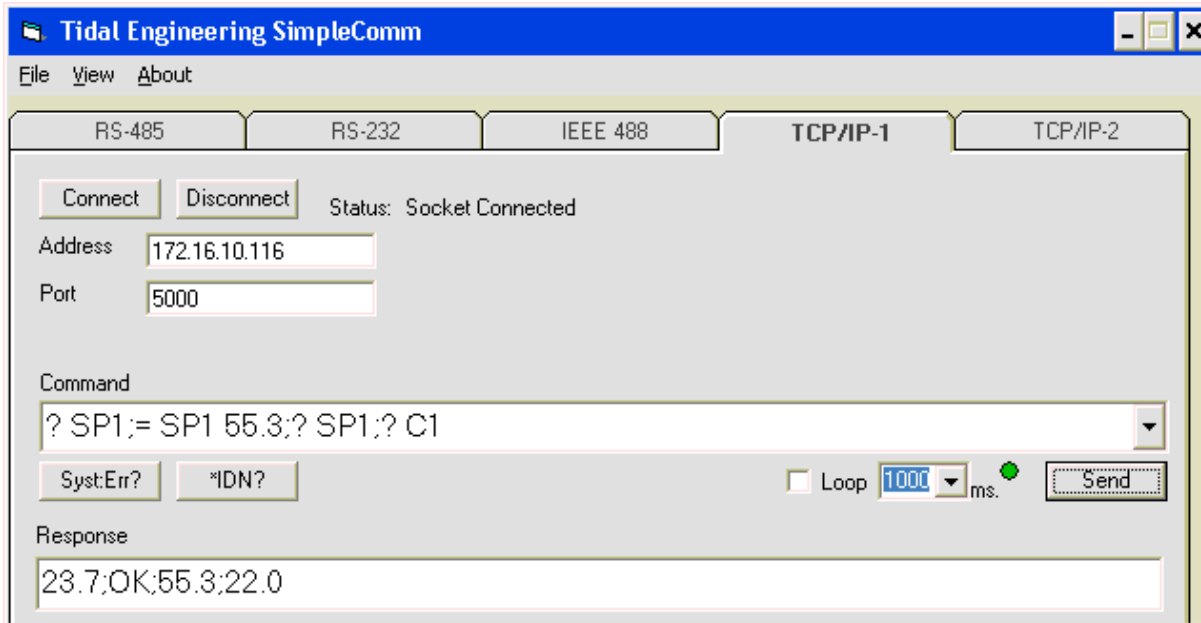 Tidal Engineering SimpleComm
File View About
RS-485 RS-232 IEEE 488 TCP/IP-1 TCP/IP-2
Connect Disconnect Status: Socket Connected
Address 172.16.10.116
Port 5000
Command
? SP1;= SP1 55.3;? SP1;? C1
Syst:Err? *IDN? Loop 1000 ms. Send
Response
23.7;OK;55.3;22.0